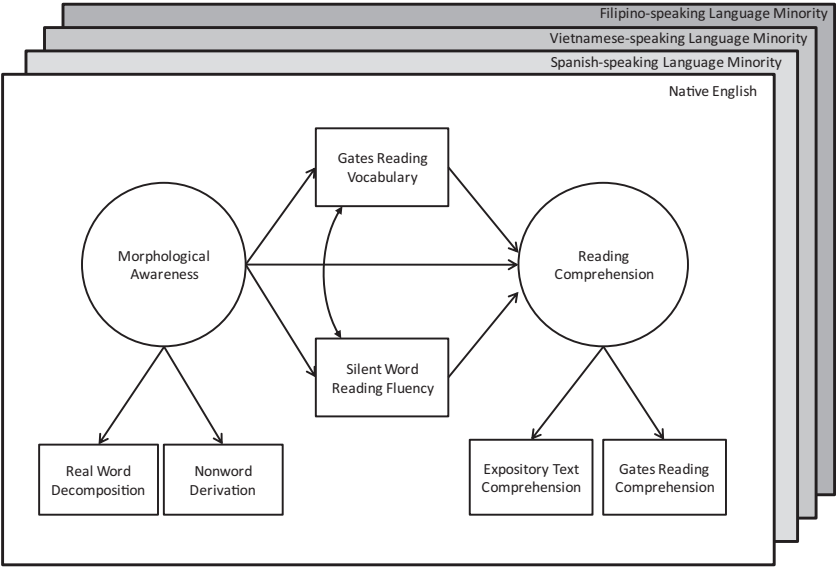 Filipino-speaking Language Minority
Vietnamese-speaking Language Minority
Spanish-speaking Language Minority
Native English
Gates Reading
Vocabulary
Morphological
Awareness
Reading
Comprehension
Silent Word
Reading Fluency
Real Word
Decomposition
Nonword
Derivation
Expository Text
Comprehension
Gates Reading
Comprehension